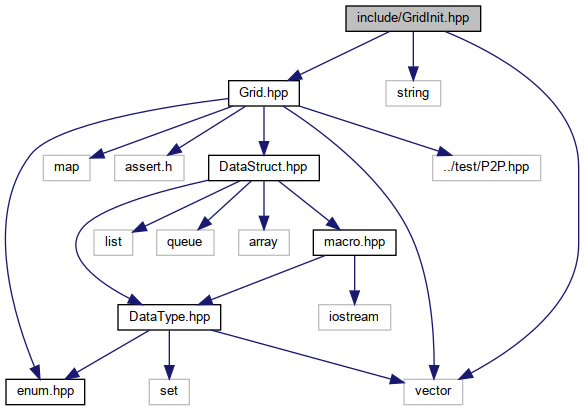 include/GridInit.hpp
Grid.hpp
string
map
assert.h
DataStruct.hpp
../test/P2P.hpp
list
queue
array
macro.hpp
DataType.hpp
iostream
enum.hpp
set
vector